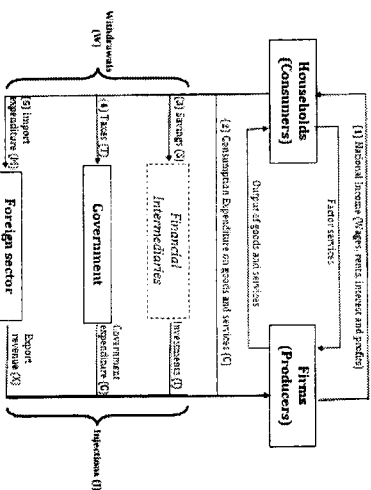 (1) National Income (Wages, rents, interest and profits)
Households
(Consumers)
Factor services
Firms
(Producers)
Output of goods and services
(2) Consumption Expenditure on goods and services (C)
Withdrawals
(W)
(3) Savings (S)
Financial
Intermediaries
Investments (I)
(4) Taxes (T)
Government
Government
expenditure (G)
Injections (J)
(5) Import
expenditure (M)
Foreign sector
Export
revenue (X)